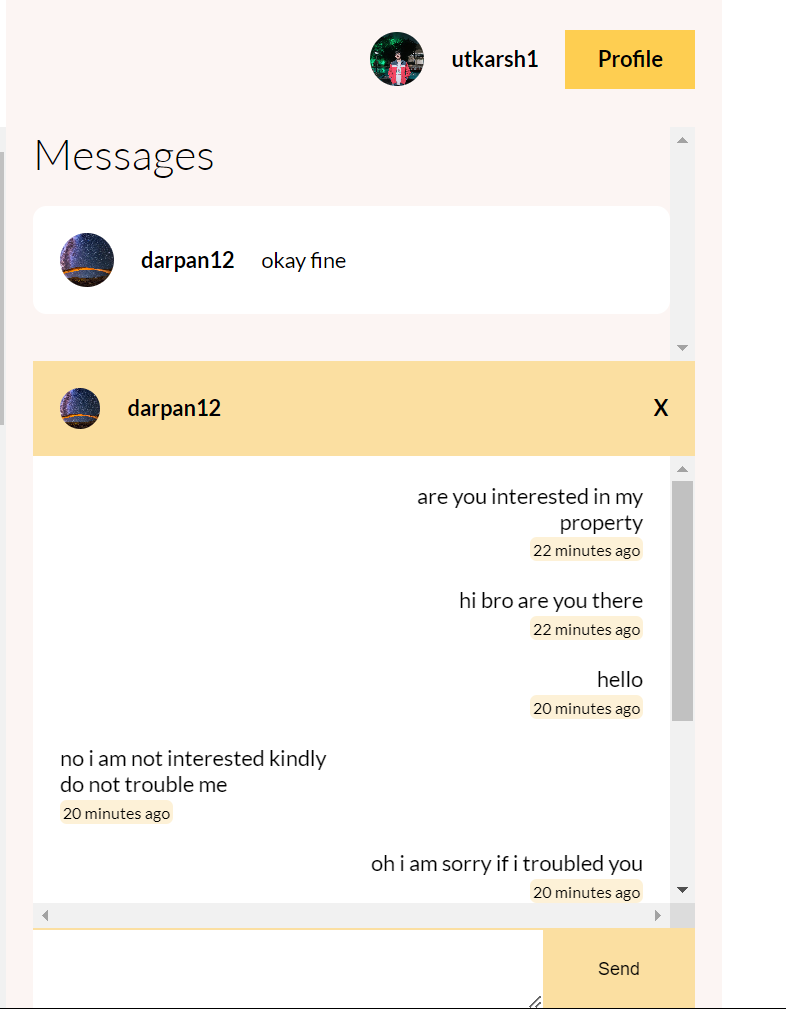 utkarsh1
Profile
Messages
darpan12
okay fine
darpan12
X
are you interested in my
property
22 minutes ago
hi bro are you there
22 minutes ago
hello
20 minutes ago
no i am not interested kindly
do not trouble me
20 minutes ago
oh i am sorry if i troubled you
20 minutes ago
Send